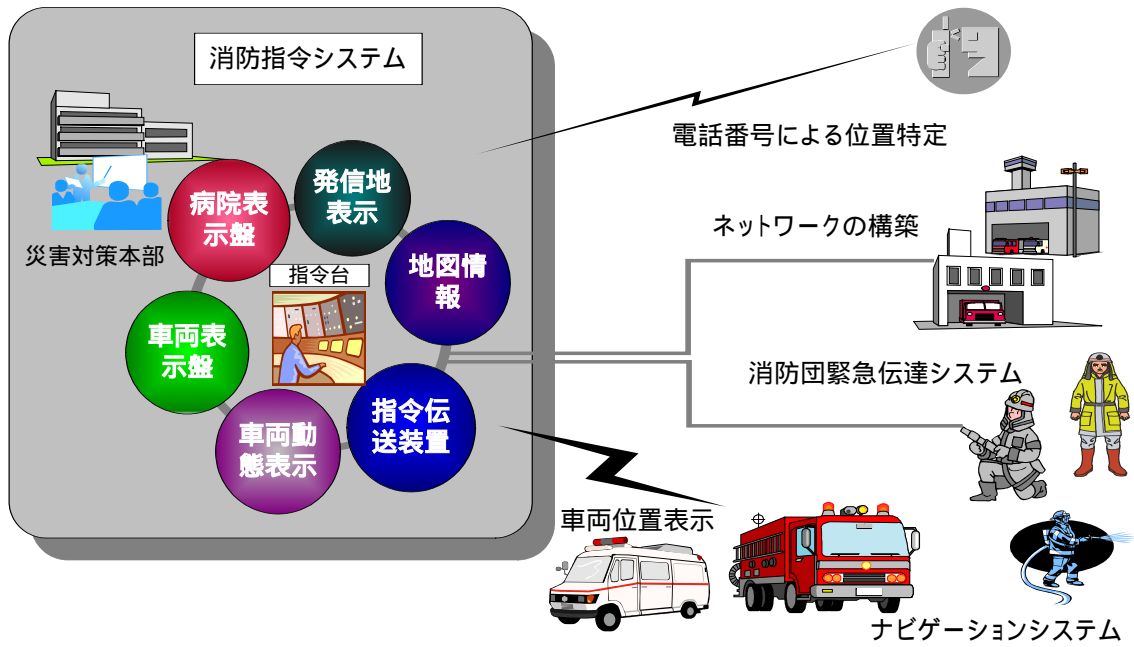 消防指令システム
電話番号による位置特定
発信地
表示
病院表
示盤
ネットワークの構築
災害対策本部
指令台
地図情
報
車両表
示盤
消防団緊急伝達システム
指令伝
送装置
車両動
態表示
車両位置表示
ナビゲーションシステム